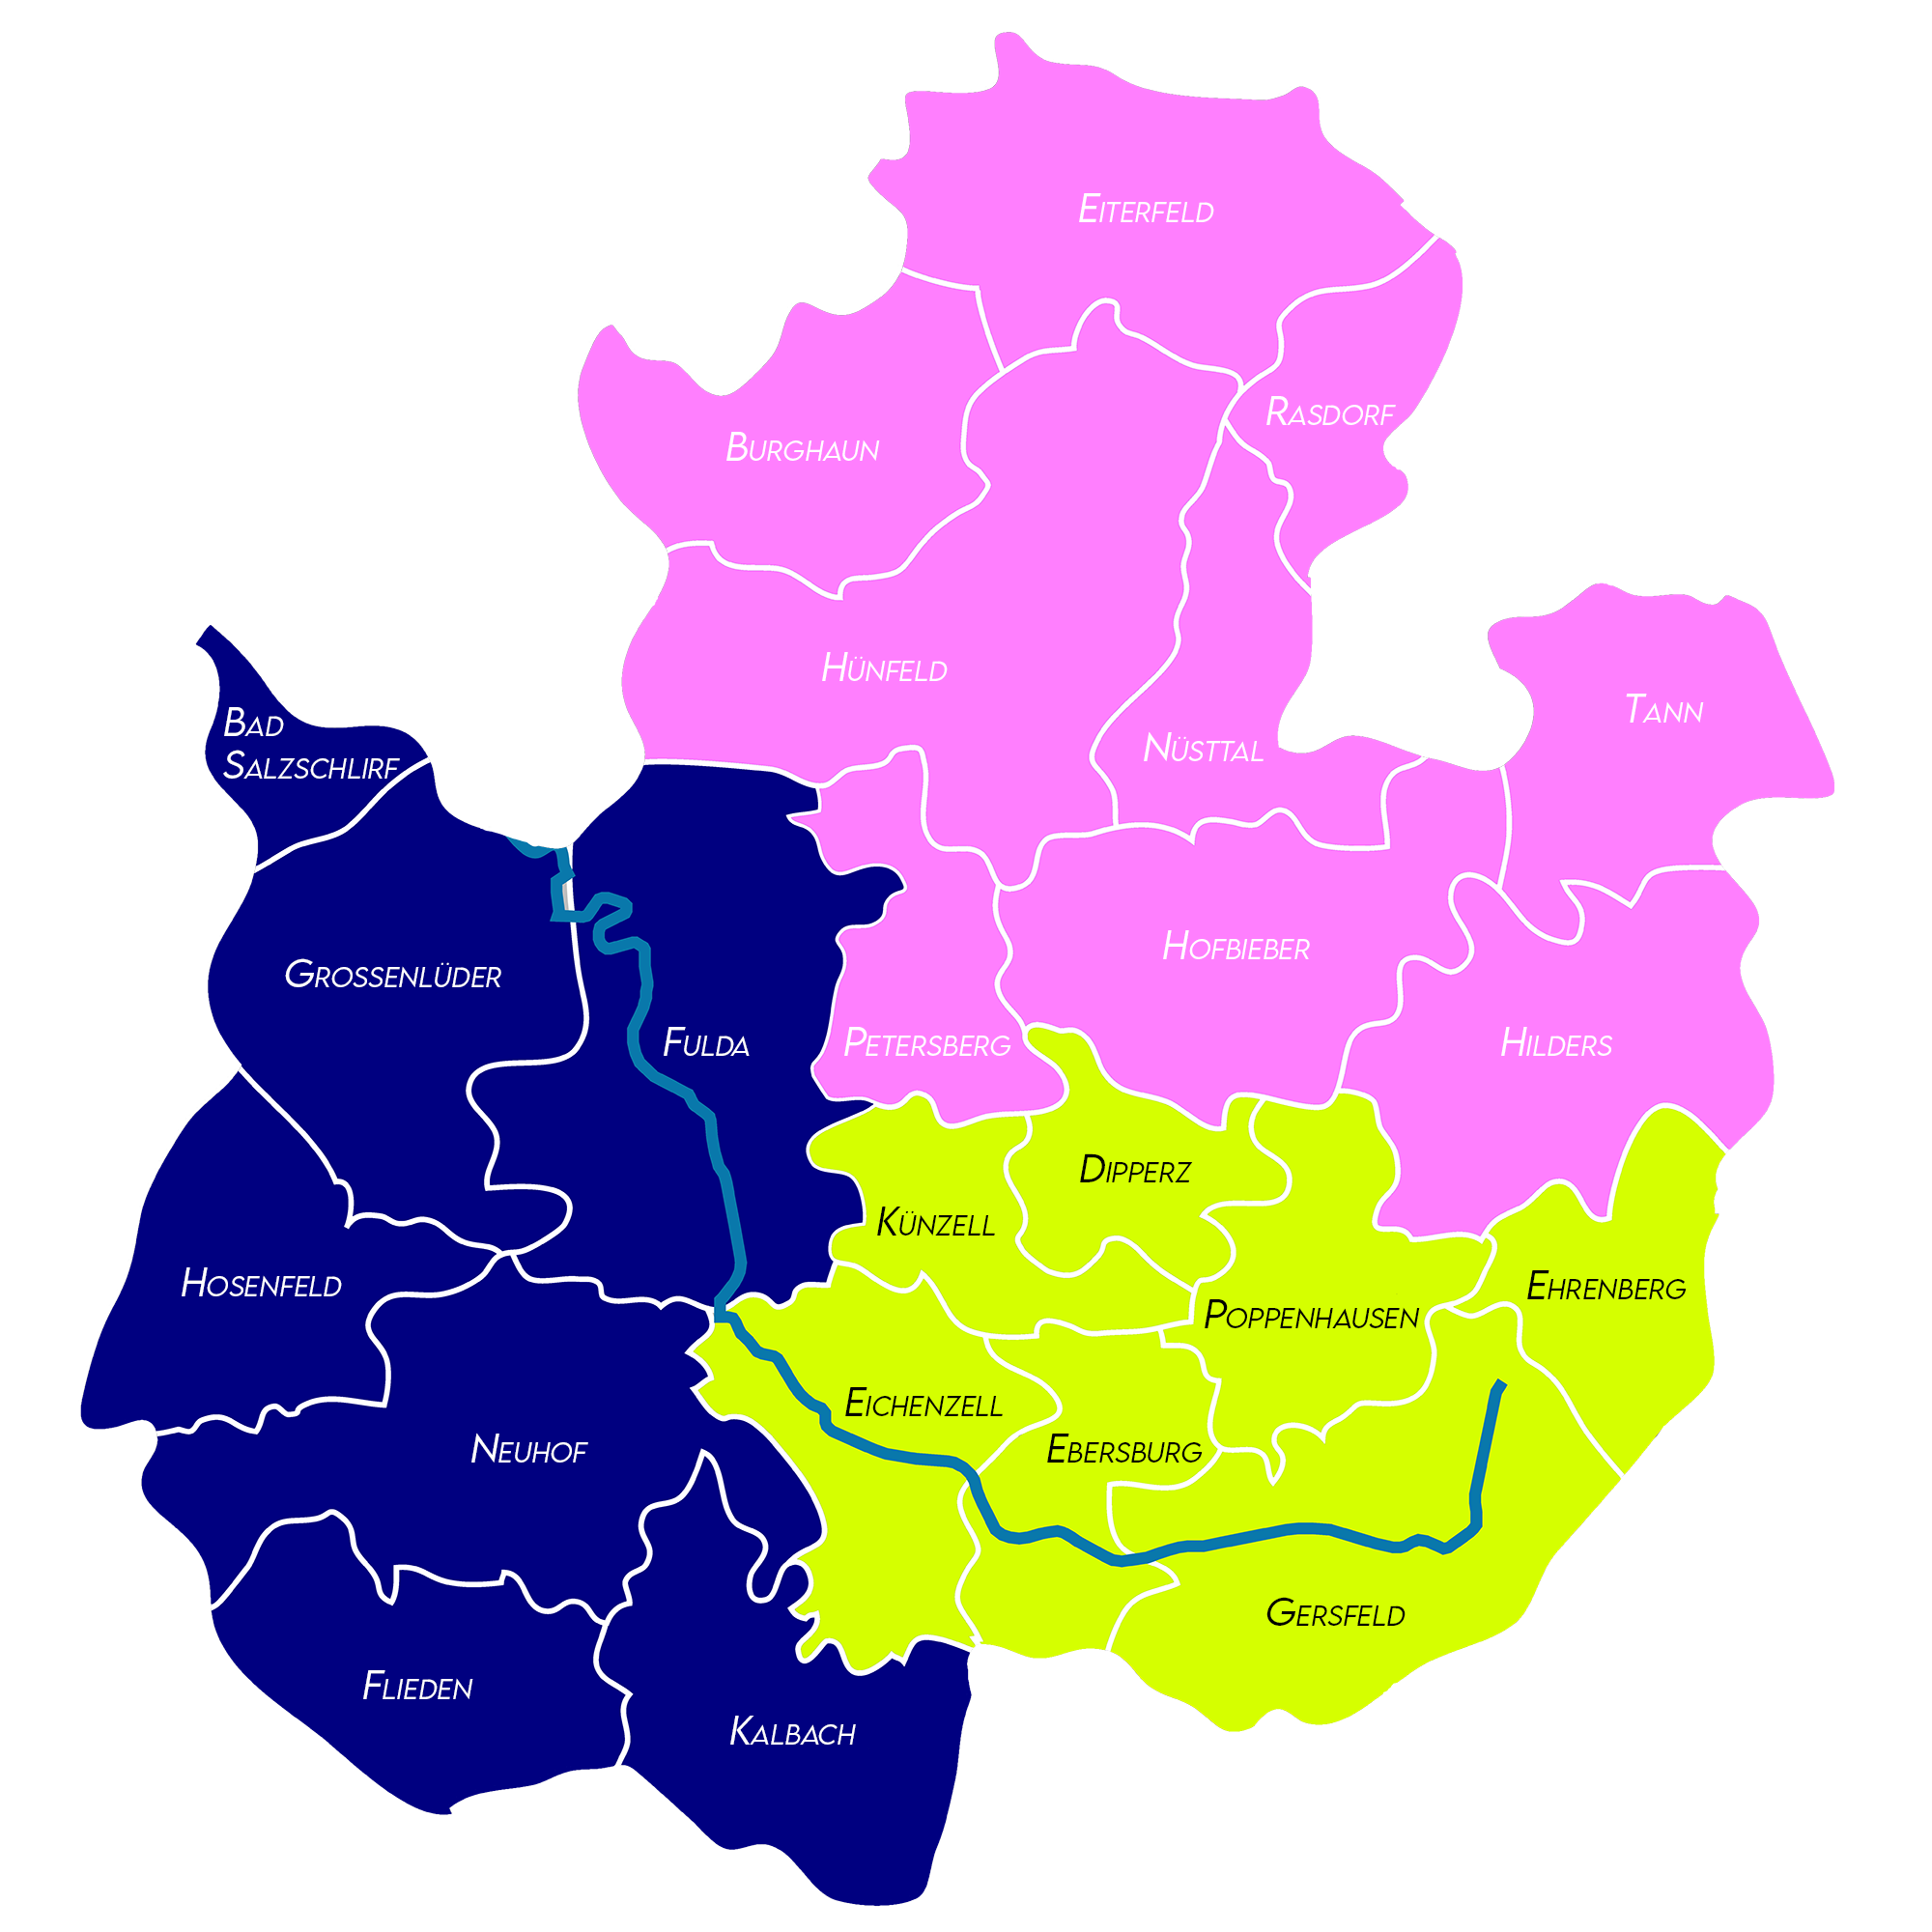 Eiterfeld
Rasdorf
Burghaun
Hünfeld
Tann
Bad
Salzschlirf
Nüsttal
Hofbieber
Grossenlüder
Fulda
Petersberg
Hilders
Dipperz
Künzell
Hosenfeld
Ehrenberg
Poppenhausen
Eichenzell
Neuhof
Ebersburg
Gersfeld
Flieden
Kalbach